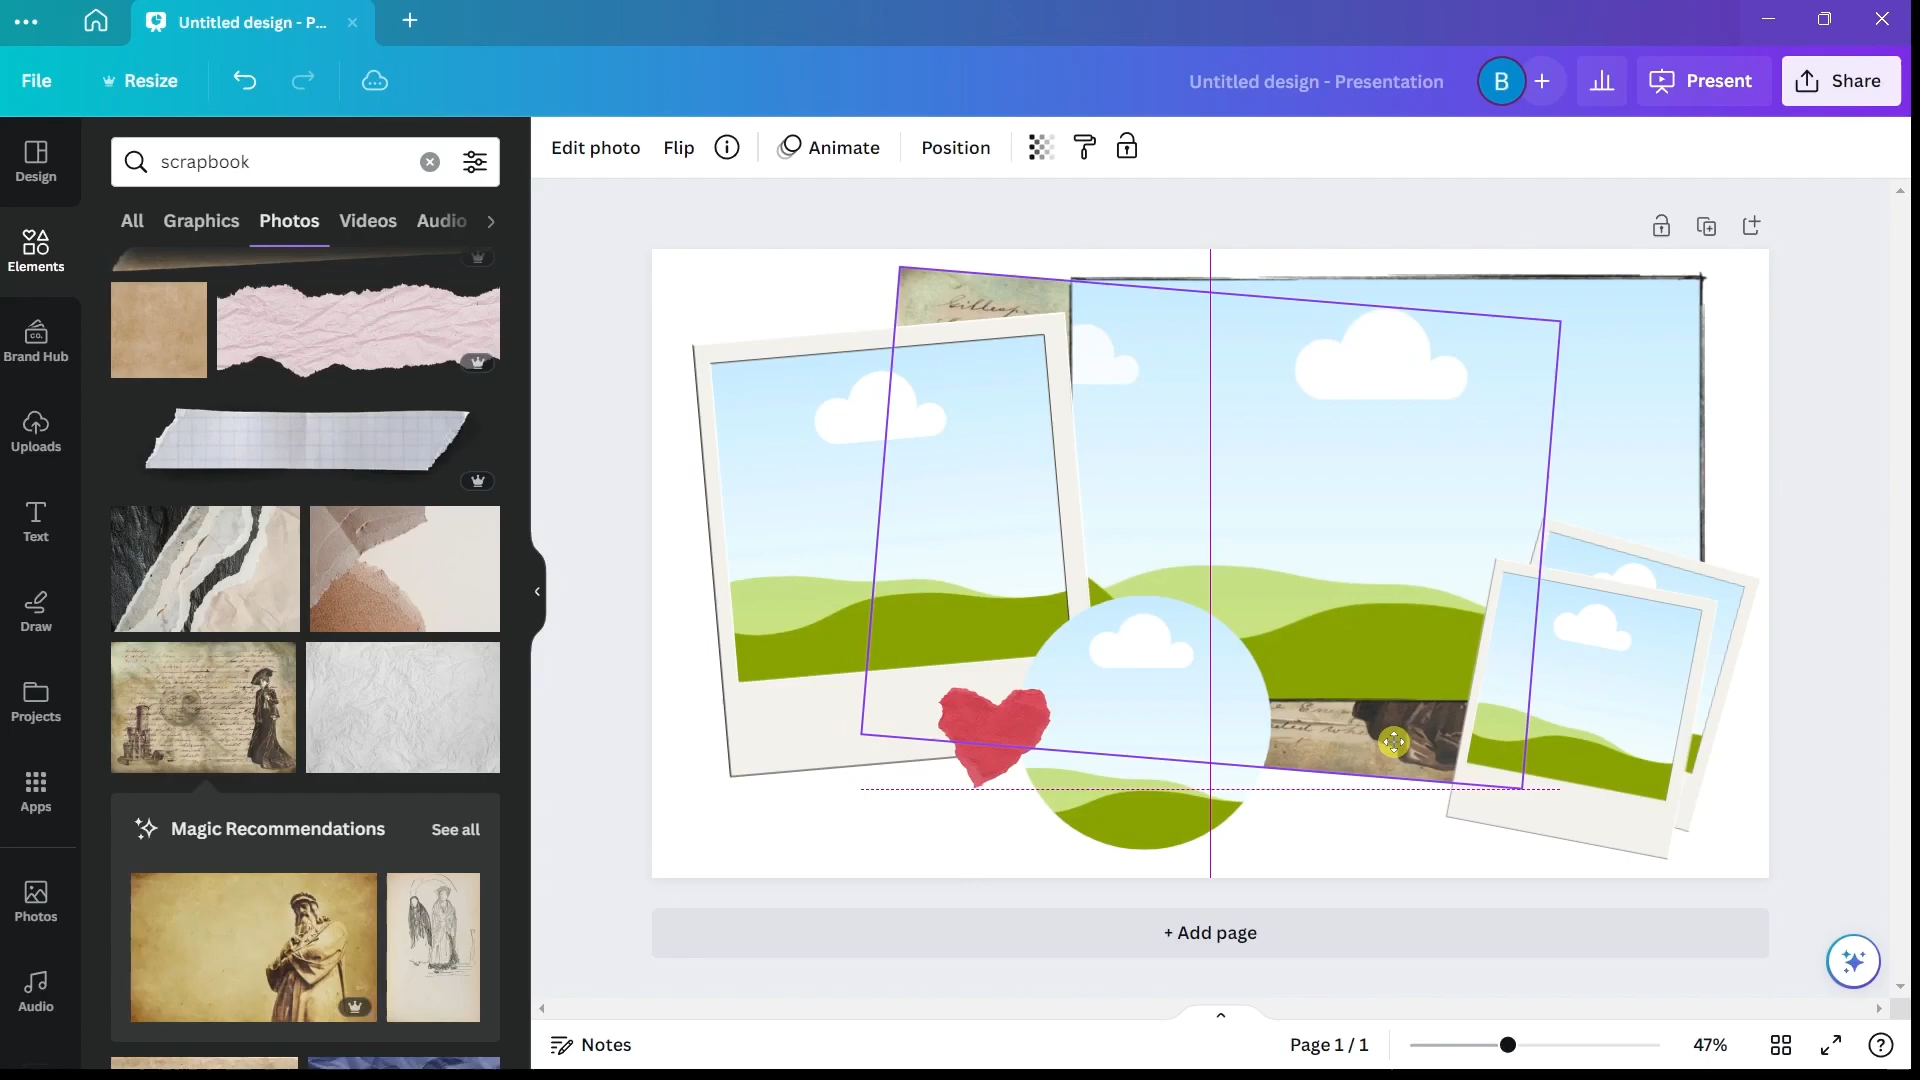 Untitled design - P...
File
Resize
Untitled design - Presentation
B
Present
Share
Design
Elements
Brand Hub
Uploads
Text
Draw
Projects
Apps
Photos
Audio
scrapbook
All
Graphics
Photos
Videos
Audio
CO.
Magic Recommendations
See all
Edit photo
Flip
Animate
Position
+ Add page
Notes
Page 1 / 1
47%